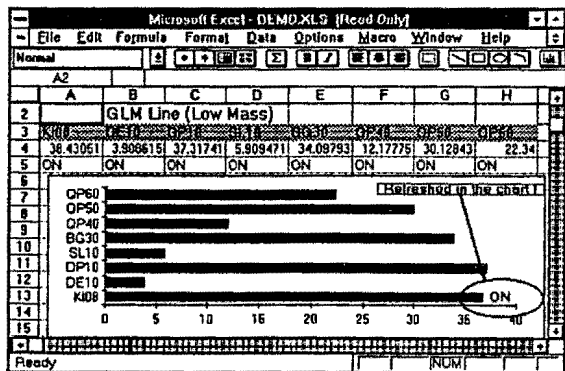 Microsoft Excel - DEMO.XLS [Read Only]
File Edit Formula Format Data Options Macro Window Help
Normal
A2
A B C D E F G H
2 GLM Line (Low Mass)
3 KI08 DE10 DP10 SL10 BG30 OP40 OP50 OP60
4 38.43051 3.906615 37.31741 5.909471 34.09793 12.17775 30.12843 22.34
5 ON ON ON ON ON ON ON ON
6 Refreshed in the chart !
7 OP60
8 OP50
9 OP40
10 BG30
11 SL10
12 DP10
13 DE10
14 KI08 ON
15 0 5 10 15 20 25 30 35 40
Ready NUM